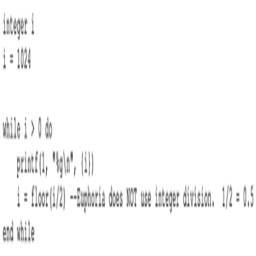 integer i
i = 1024
while i > 0 do
printf(1, "%g\n", {i})
i = floor(i/2) --Euphoria does NOT use integer division. 1/2 = 0.5
end while